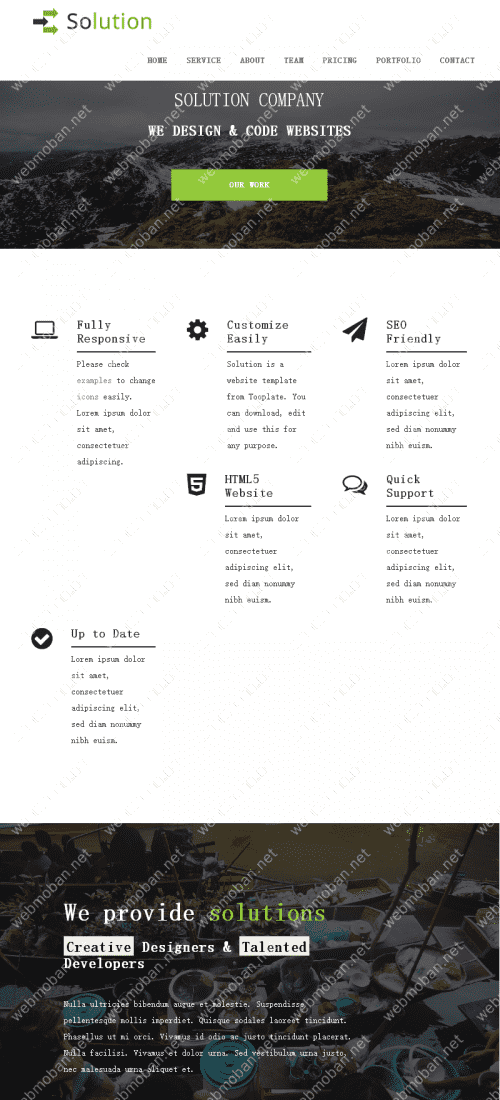 Solution
HOME SERVICE ABOUT TEAM PRICING PORTFOLIO CONTACT
SOLUTION COMPANY
WE DESIGN & CODE WEBSITES
OUR WORK
Fully
Responsive
Please check
examples to change
icons easily.
Lorem ipsum dolor
sit amet,
consectetuer
adipiscing.
Customize
Easily
Solution is a
website template
from Tooplate. You
can download, edit
and use this for
any purpose.
SEO
Friendly
Lorem ipsum dolor
sit amet,
consectetuer
adipiscing elit,
sed diam nonummy
nibh euism.
HTML5
Website
Lorem ipsum dolor
sit amet,
consectetuer
adipiscing elit,
sed diam nonummy
nibh euism.
Quick
Support
Lorem ipsum dolor
sit amet,
consectetuer
adipiscing elit,
sed diam nonummy
nibh euism.
Up to Date
Lorem ipsum dolor
sit amet,
consectetuer
adipiscing elit,
sed diam nonummy
nibh euism.
We provide solutions
Creative Designers & Talented
Developers
Nulla ultricies bibendum augue et molestie. Suspendisse
pellentesque mollis imperdiet. Quisque sodales laoreet tincidunt.
Phasellus ut mi orci. Vivamus id odio ac justo tincidunt placerat.
Nulla facilisi. Vivamus et dolor urna. Sed vestibulum urna justo,
nec malesuada urna aliquet et.
webmoban.net